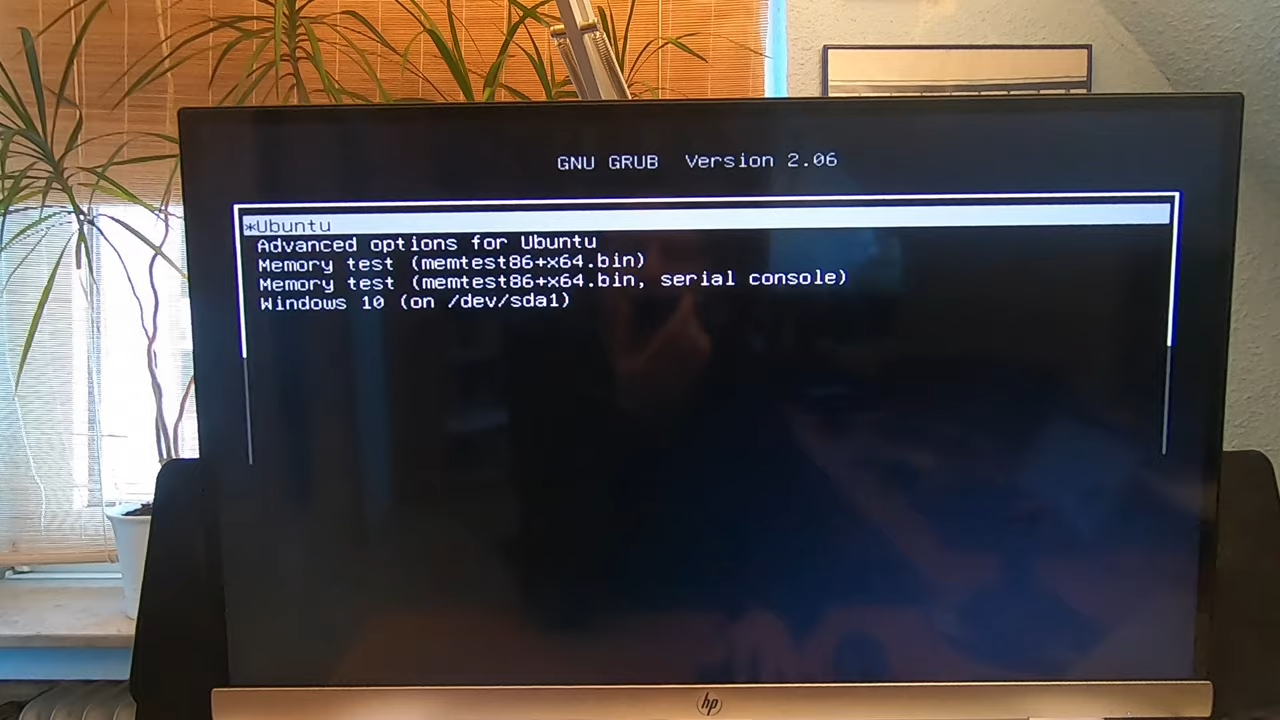 GNU GRUB  Version 2.06
*Ubuntu
Advanced options for Ubuntu
Memory test (memtest86+x64.bin)
Memory test (memtest86+x64.bin, serial console)
Windows 10 (on /dev/sda1)
hp